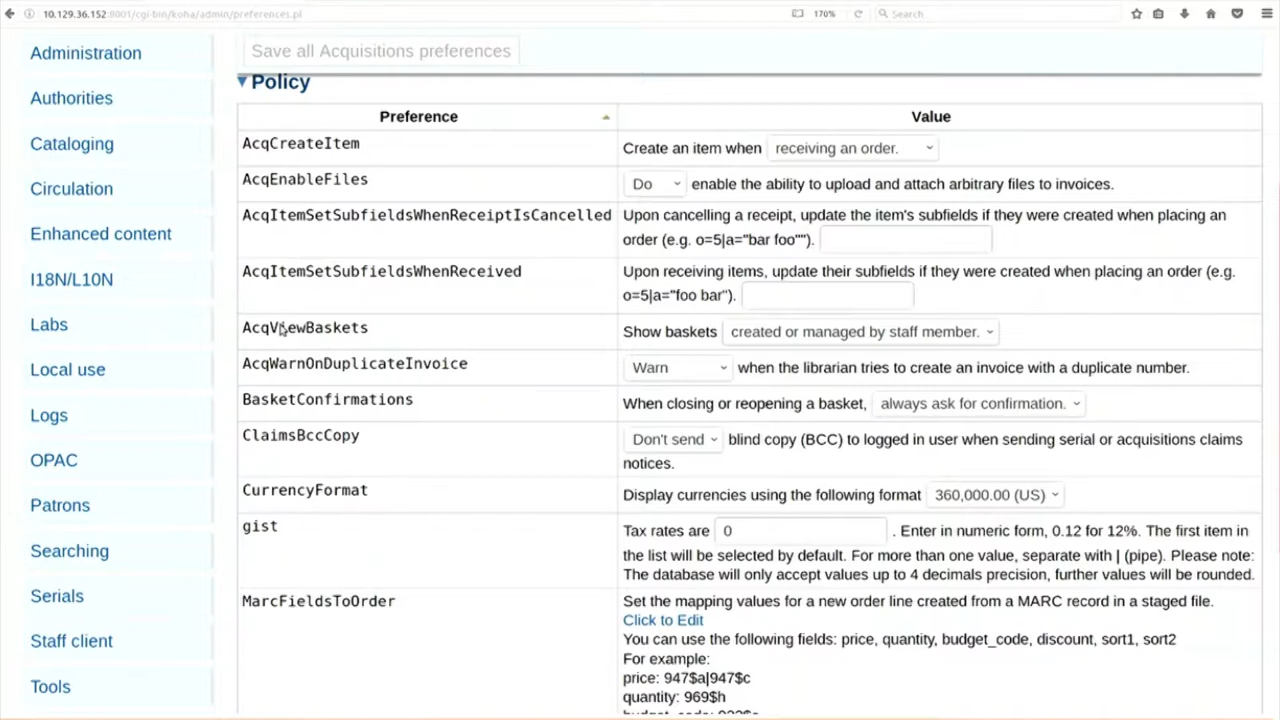 10.129.36.152:8001/cgi-bin/koha/admin/preferences.pl
170%
Search
Administration
Authorities
Cataloging
Circulation
Enhanced content
I18N/L10N
Labs
Local use
Logs
OPAC
Patrons
Searching
Serials
Staff client
Tools
Save all Acquisitions preferences
Policy
Preference Value
AcqCreateItem Create an item when receiving an order.
AcqEnableFiles Do enable the ability to upload and attach arbitrary files to invoices.
AcqItemSetSubfieldsWhenReceiptIsCancelled Upon cancelling a receipt, update the item's subfields if they were created when placing an
order (e.g. o=5|a="bar foo"").
AcqItemSetSubfieldsWhenReceived Upon receiving items, update their subfields if they were created when placing an order (e.g.
o=5|a="foo bar").
AcqViewBaskets Show baskets created or managed by staff member.
AcqWarnOnDuplicateInvoice Warn when the librarian tries to create an invoice with a duplicate number.
BasketConfirmations When closing or reopening a basket, always ask for confirmation.
ClaimsBccCopy Don't send blind copy (BCC) to logged in user when sending serial or acquisitions claims
notices.
CurrencyFormat Display currencies using the following format 360,000.00 (US)
gist Tax rates are 0 . Enter in numeric form, 0.12 for 12%. The first item in
the list will be selected by default. For more than one value, separate with | (pipe). Please note:
The database will only accept values up to 4 decimals precision, further values will be rounded.
MarcFieldsToOrder Set the mapping values for a new order line created from a MARC record in a staged file.
Click to Edit
You can use the following fields: price, quantity, budget_code, discount, sort1, sort2
For example:
price: 947$a|947$c
quantity: 969$h